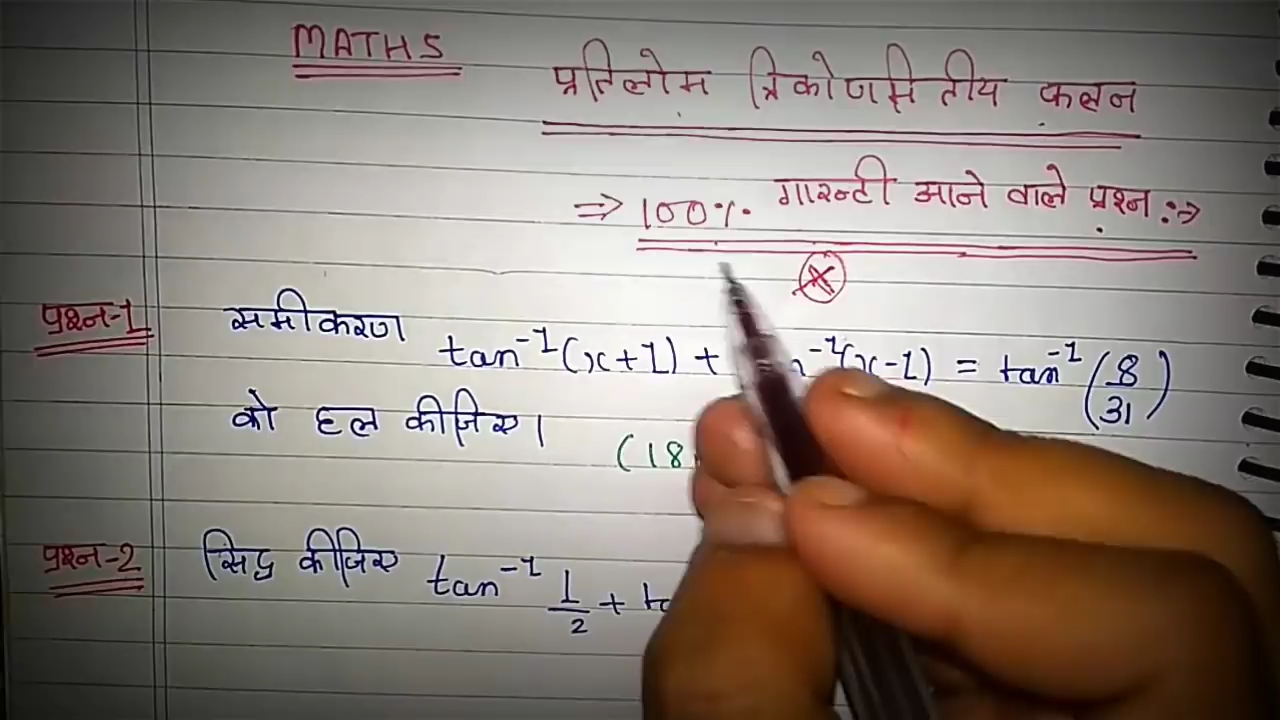 MATHS
प्रतिलोम त्रिकोणमितीय फलन
⇒ 100% गारन्टी आने वाले प्रश्न :→
प्रश्न-1 समीकरण tan⁻¹(x+1) + n⁻¹(x-1) = tan⁻¹(8/31)
को हल कीजिए।
(18
प्रश्न-2 सिद्ध कीजिए tan⁻¹ 1/2 + t